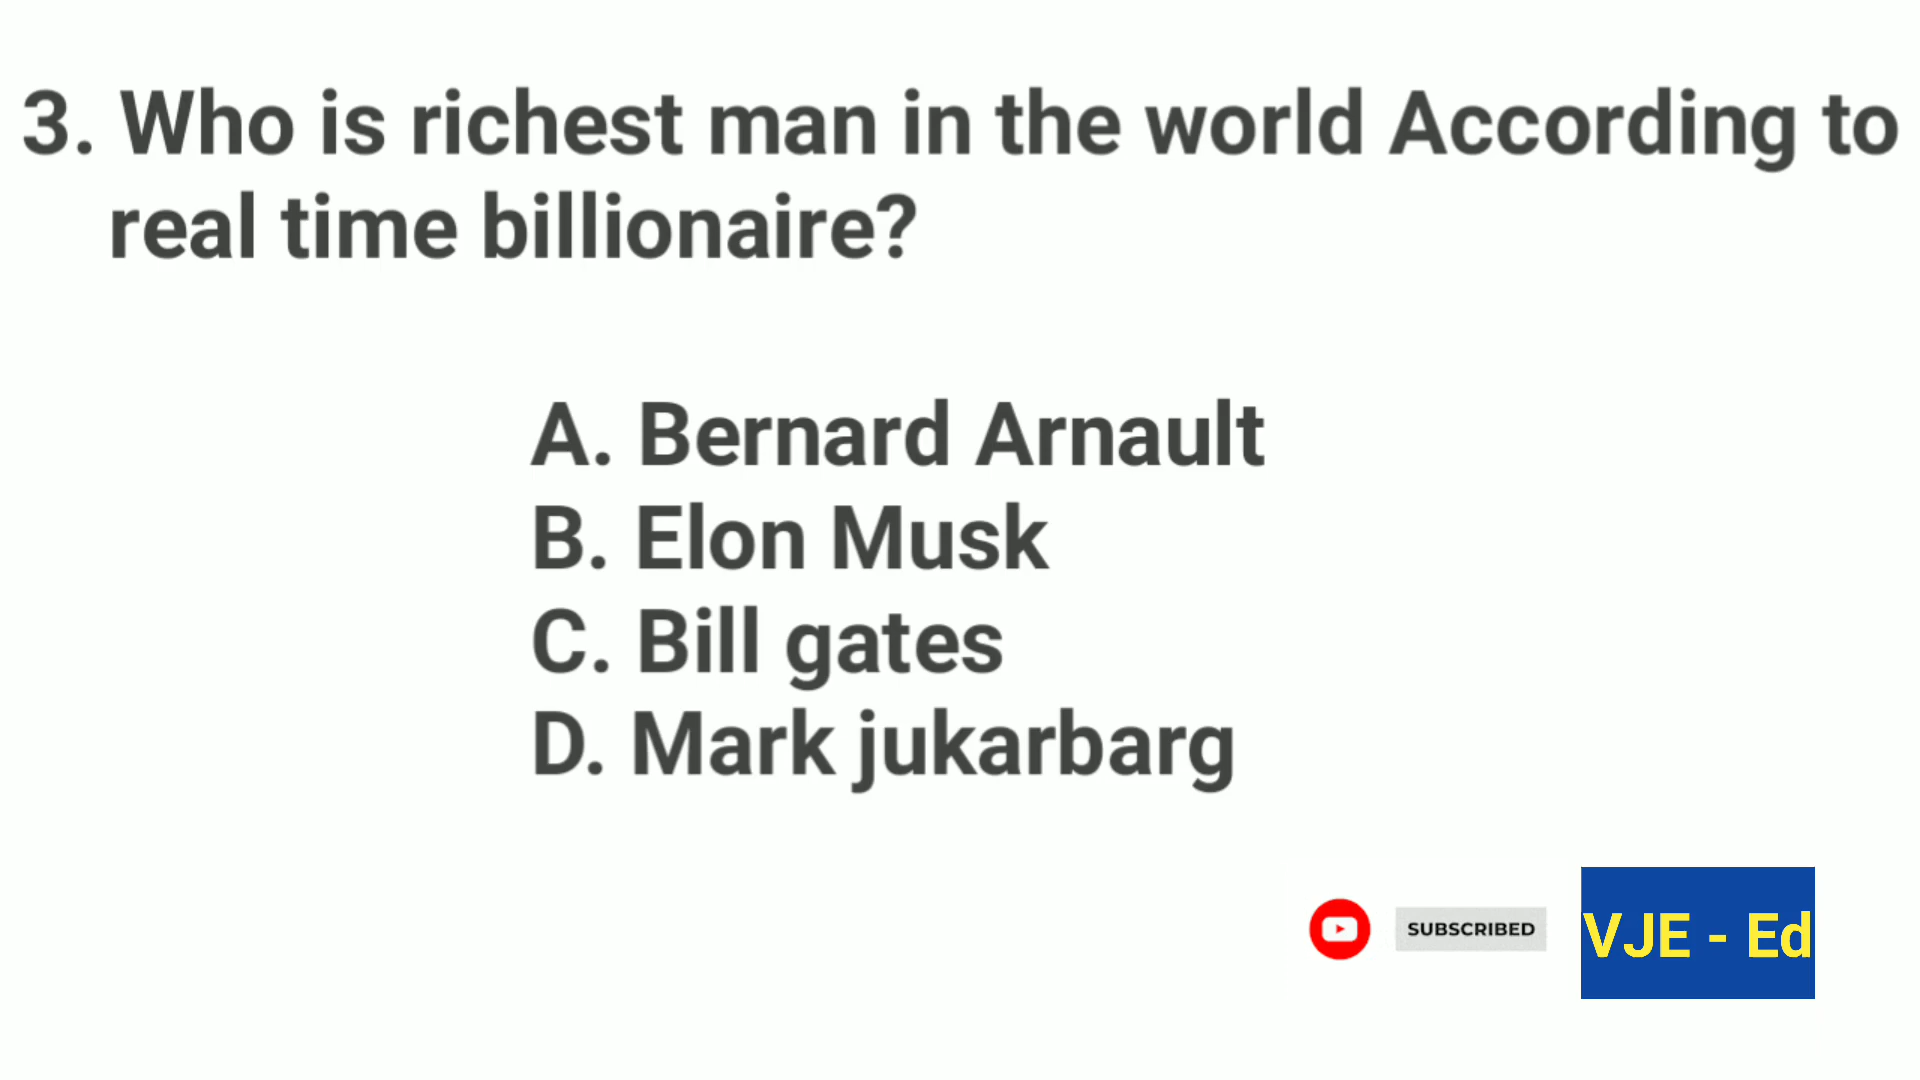 3. Who is richest man in the world According to
real time billionaire?
A. Bernard Arnault
B. Elon Musk
C. Bill gates
D. Mark jukarbarg
SUBSCRIBED
VJE - Ed